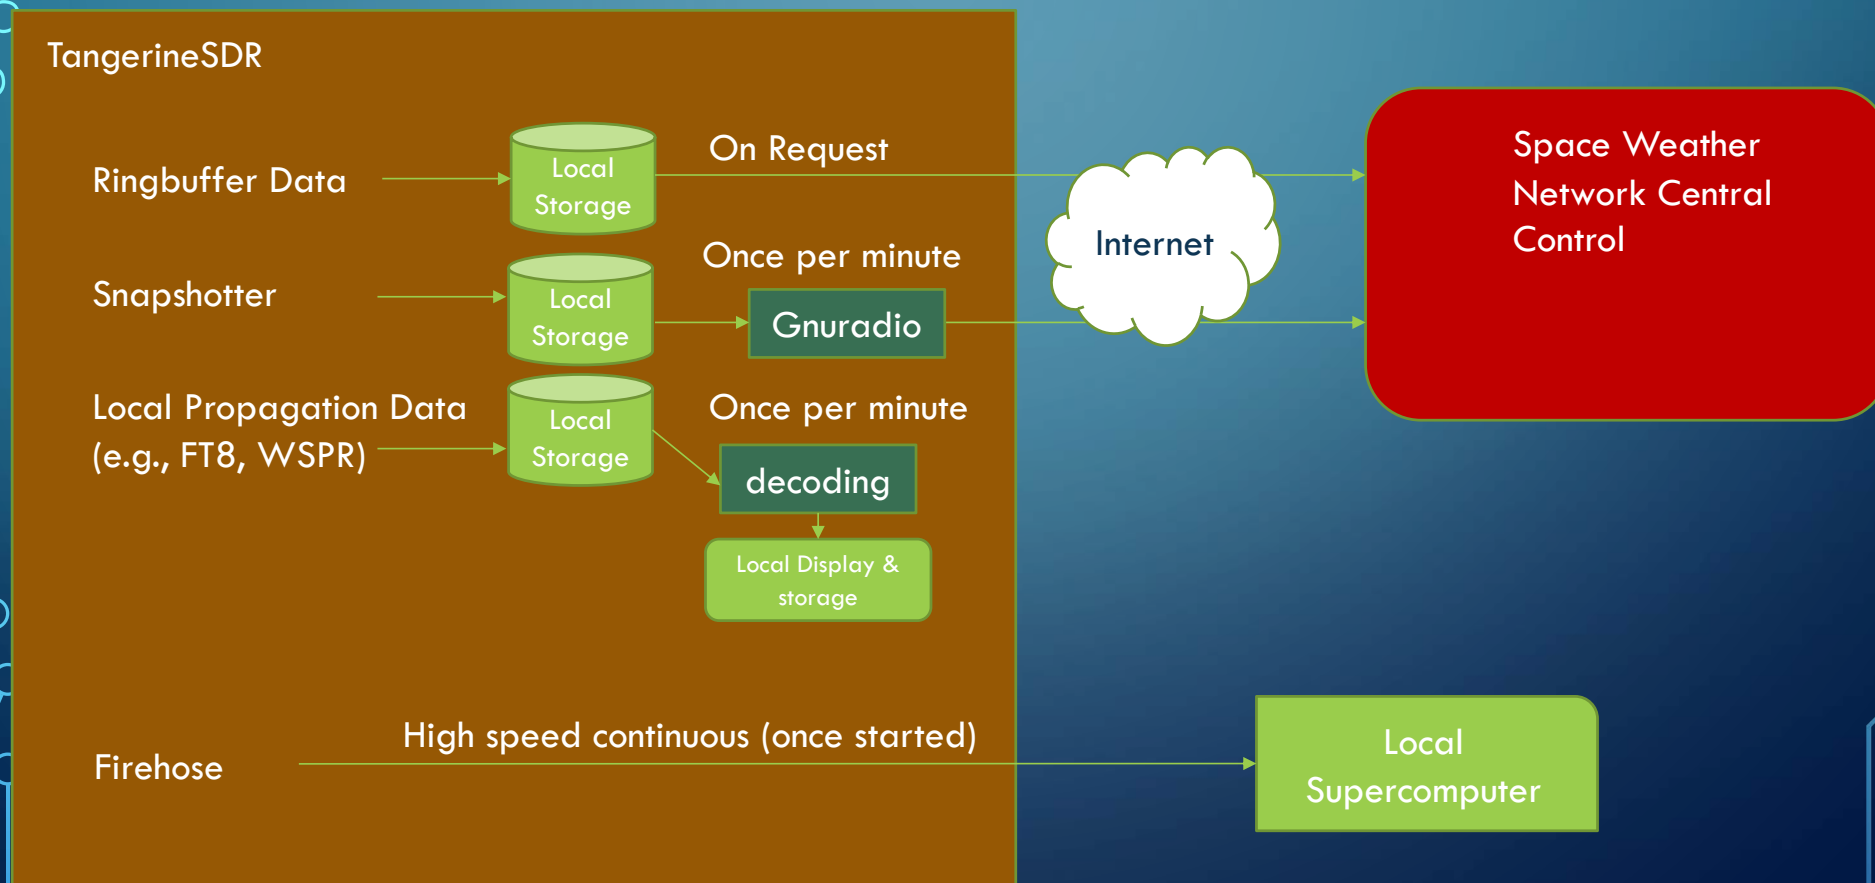 TangerineSDR
Ringbuffer Data
Local
Storage
On Request
Internet
Space Weather
Network Central
Control
Snapshotter
Local
Storage
Once per minute
Gnuradio
Local Propagation Data
(e.g., FT8, WSPR)
Local
Storage
Once per minute
decoding
Local Display &
storage
Firehose
High speed continuous (once started)
Local
Supercomputer